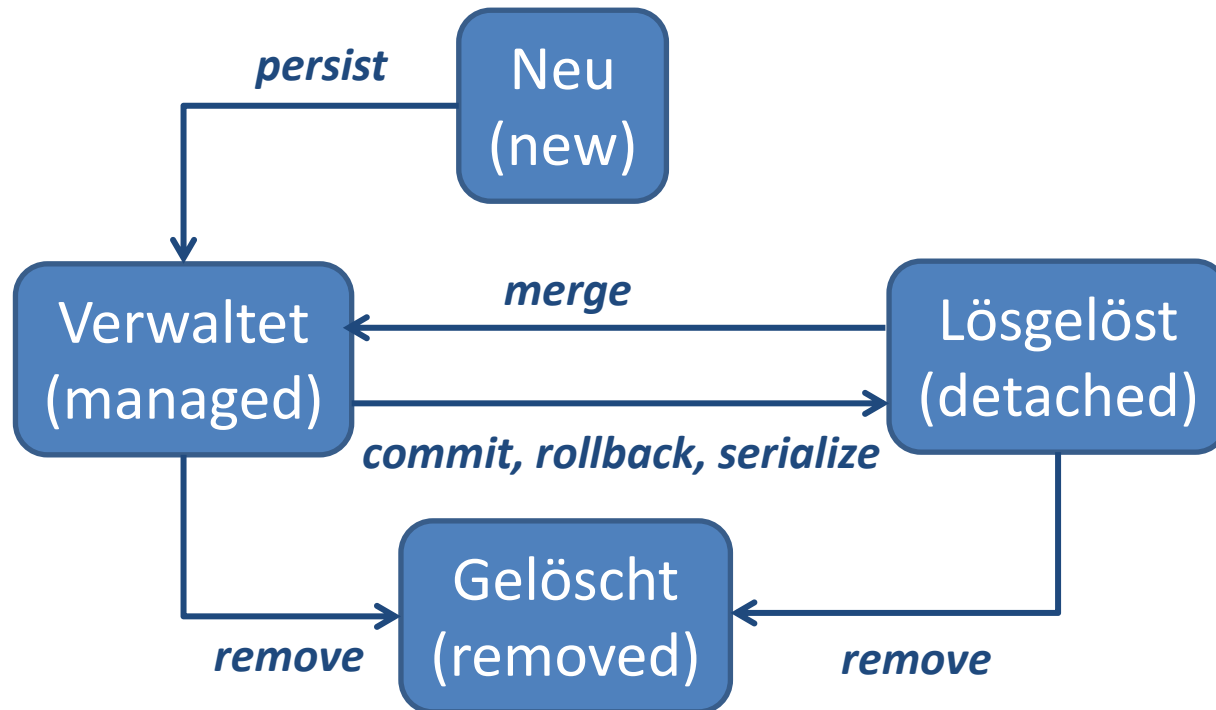 persist
Neu
(new)
merge
Verwaltet
(managed)
Lösgelöst
(detached)
commit, rollback, serialize
Gelöscht
(removed)
remove
remove